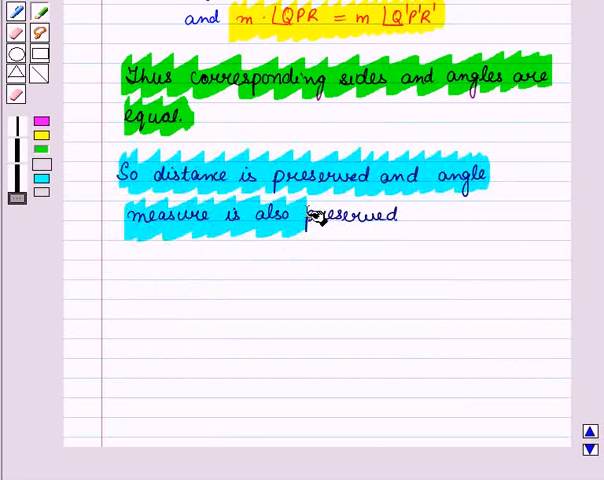 and m·∠QPR = m ∠Q'P'R'
Thus corresponding sides and angles are
equal.
So distance is preserved and angle
measure is also preserved.